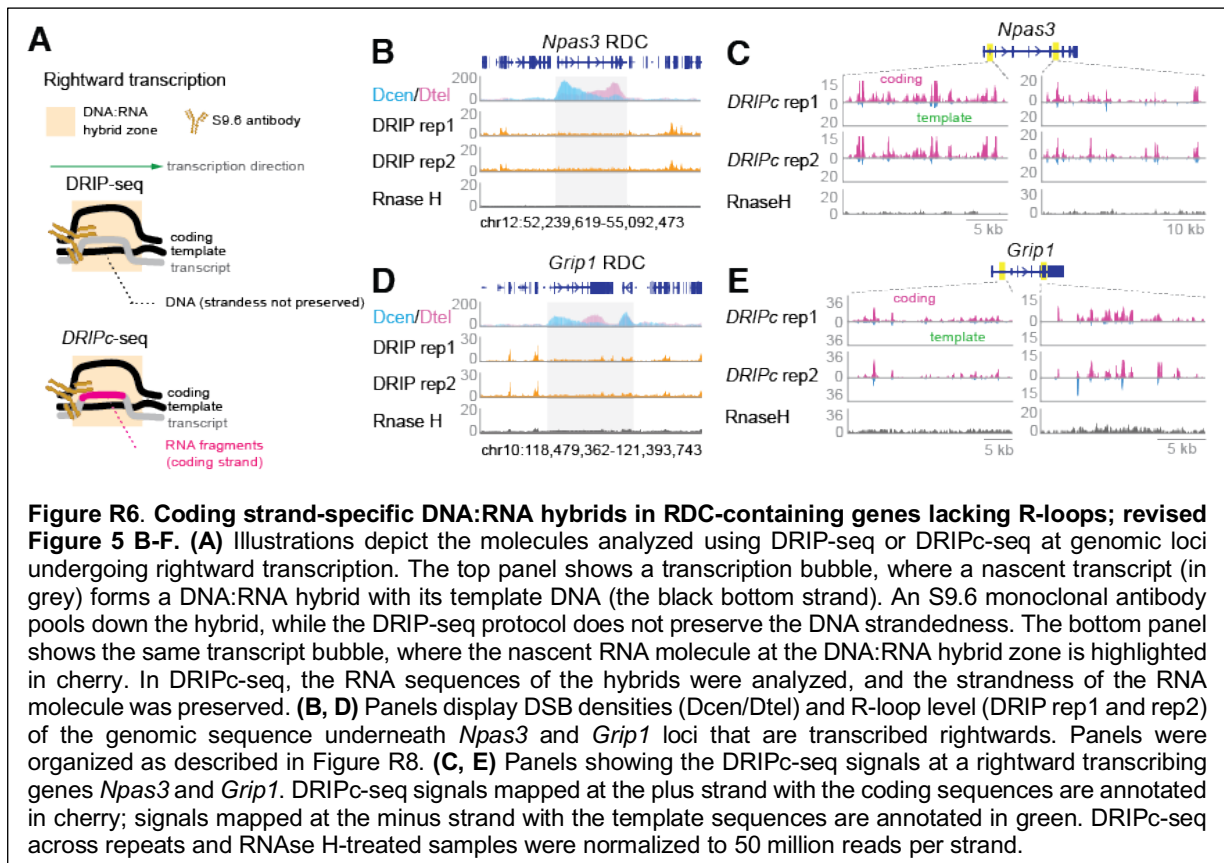 A
Rightward transcription
DNA:RNA
hybrid zone
S9.6 antibody
transcription direction
DRIP-seq
coding
template
transcript
DNA (strandess not preserved)
DRIPc-seq
coding
template
transcript
RNA fragments
(coding strand)
B
Npas3 RDC
200
Dcen/Dtel
0
20
DRIP rep1
0
20
DRIP rep2
0
20
Rnase H
0
chr12:52,239,619-55,092,473
C
Npas3
15
coding
20
DRIPc rep1
0
0
template
15
20
20
15
DRIPc rep2
0
0
20
20
RnaseH
30
0
0
5 kb
10 kb
D
Grip1 RDC
200
Dcen/Dtel
0
30
DRIP rep1
0
30
DRIP rep2
0
20
Rnase H
0
chr10:118,479,362-121,393,743
E
Grip1
36
coding
15
DRIPc rep1
0
0
template
36
15
36
15
DRIPc rep2
0
0
36
15
RnaseH
20
20
0
0
5 kb
5 kb
Figure R6. Coding strand-specific DNA:RNA hybrids in RDC-containing genes lacking R-loops; revised
Figure 5 B-F. (A) Illustrations depict the molecules analyzed using DRIP-seq or DRIPc-seq at genomic loci
undergoing rightward transcription. The top panel shows a transcription bubble, where a nascent transcript (in
grey) forms a DNA:RNA hybrid with its template DNA (the black bottom strand). An S9.6 monoclonal antibody
pools down the hybrid, while the DRIP-seq protocol does not preserve the DNA strandedness. The bottom panel
shows the same transcript bubble, where the nascent RNA molecule at the DNA:RNA hybrid zone is highlighted
in cherry. In DRIPc-seq, the RNA sequences of the hybrids were analyzed, and the strandness of the RNA
molecule was preserved. (B, D) Panels display DSB densities (Dcen/Dtel) and R-loop level (DRIP rep1 and rep2)
of the genomic sequence underneath Npas3 and Grip1 loci that are transcribed rightwards. Panels were
organized as described in Figure R8. (C, E) Panels showing the DRIPc-seq signals at a rightward transcribing
genes Npas3 and Grip1. DRIPc-seq signals mapped at the plus strand with the coding sequences are annotated
in cherry; signals mapped at the minus strand with the template sequences are annotated in green. DRIPc-seq
across repeats and RNAse H-treated samples were normalized to 50 million reads per strand.